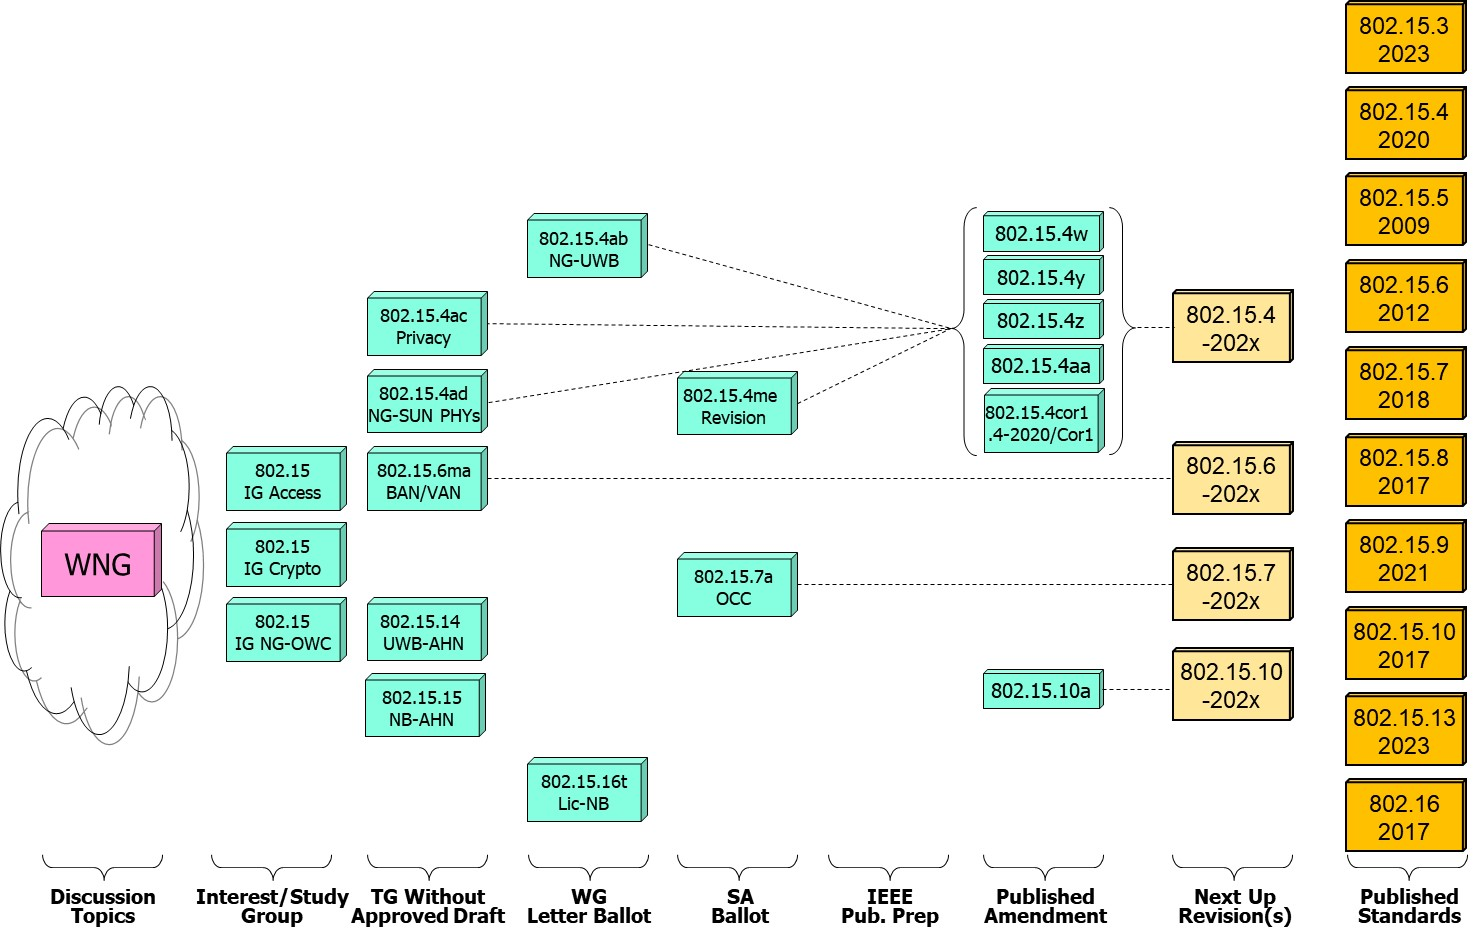 WNG
802.15
IG Access
802.15
IG Crypto
802.15
IG NG-OWC
802.15.4ac
Privacy
802.15.4ad
NG-SUN PHYs
802.15.6ma
BAN/VAN
802.15.14
UWB-AHN
802.15.15
NB-AHN
802.15.4ab
NG-UWB
802.15.16t
Lic-NB
802.15.4me
Revision
802.15.7a
OCC
802.15.4w
802.15.4y
802.15.4z
802.15.4aa
802.15.4cor1
.4-2020/Cor1
802.15.10a
802.15.4
-202x
802.15.6
-202x
802.15.7
-202x
802.15.10
-202x
802.15.3
2023
802.15.4
2020
802.15.5
2009
802.15.6
2012
802.15.7
2018
802.15.8
2017
802.15.9
2021
802.15.10
2017
802.15.13
2023
802.16
2017
Discussion
Topics
Interest/Study
Group
TG Without
Approved Draft
WG
Letter Ballot
SA
Ballot
IEEE
Pub. Prep
Published
Amendment
Next Up
Revision(s)
Published
Standards